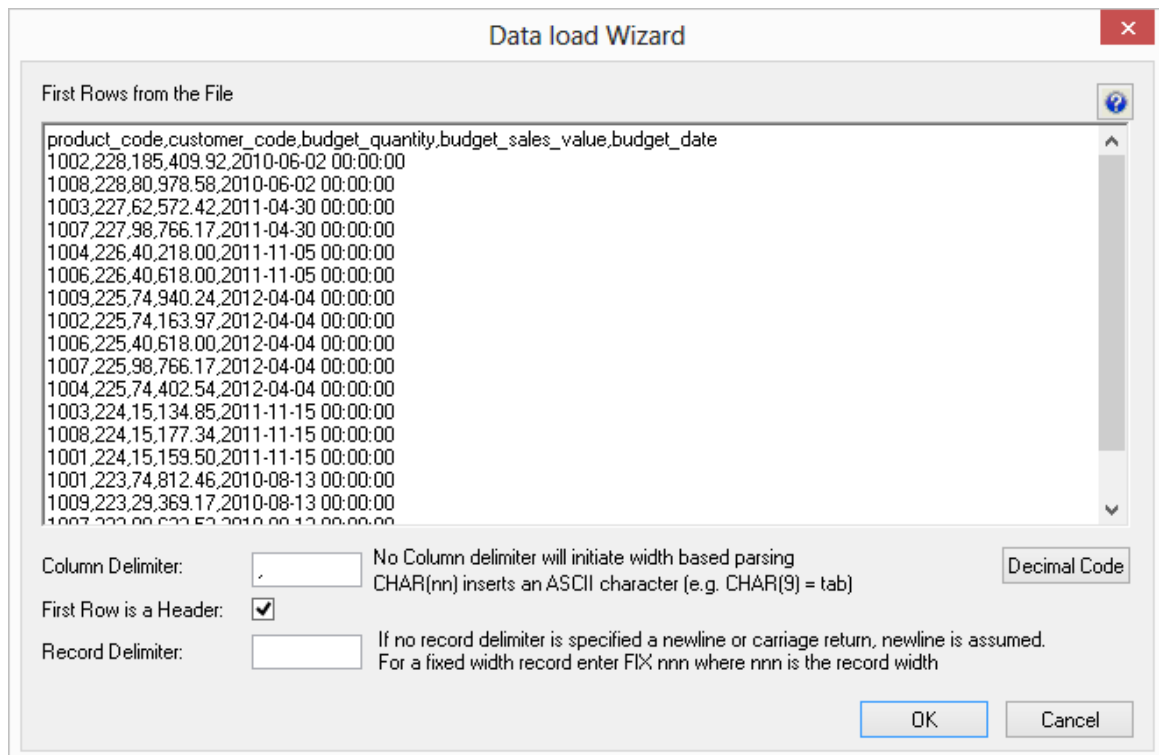 Data load Wizard
First Rows from the File
product_code,customer_code,budget_quantity,budget_sales_value,budget_date
1002,228,185,409.92,2010-06-02 00:00:00
1008,228,80,978.58,2010-06-02 00:00:00
1003,227,62,572.42,2011-04-30 00:00:00
1007,227,98,766.17,2011-04-30 00:00:00
1004,226,40,218.00,2011-11-05 00:00:00
1006,226,40,618.00,2011-11-05 00:00:00
1009,225,74,940.24,2012-04-04 00:00:00
1002,225,74,163.97,2012-04-04 00:00:00
1006,225,40,618.00,2012-04-04 00:00:00
1007,225,98,766.17,2012-04-04 00:00:00
1004,225,74,402.54,2012-04-04 00:00:00
1003,224,15,134.85,2011-11-15 00:00:00
1008,224,15,177.34,2011-11-15 00:00:00
1001,224,15,159.50,2011-11-15 00:00:00
1001,223,74,812.46,2010-08-13 00:00:00
1009,223,29,369.17,2010-08-13 00:00:00
Column Delimiter:
,
No Column delimiter will initiate width based parsing
CHAR(nn) inserts an ASCII character (e.g. CHAR(9) = tab)
Decimal Code
First Row is a Header:
Record Delimiter:
If no record delimiter is specified a newline or carriage return, newline is assumed.
For a fixed width record enter FIX nnn where nnn is the record width
OK
Cancel